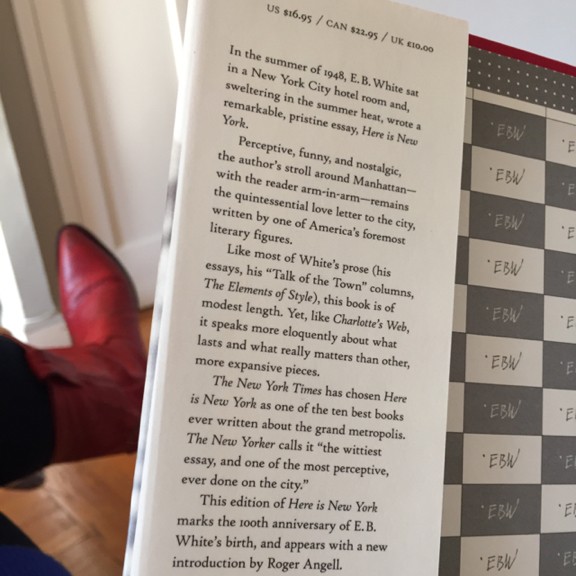 US $16.95 / CAN $22.95 / UK £10.00
In the summer of 1948, E. B. White sat
in a New York City hotel room and,
sweltering in the summer heat, wrote a
remarkable, pristine essay, Here is New
York.
Perceptive, funny, and nostalgic,
the author's stroll around Manhattan—
with the reader arm-in-arm—remains
the quintessential love letter to the city,
written by one of America's foremost
literary figures.
Like most of White's prose (his
essays, his "Talk of the Town" columns,
The Elements of Style), this book is of
modest length. Yet, like Charlotte's Web,
it speaks more eloquently about what
lasts and what really matters than other,
more expansive pieces.
The New York Times has chosen Here
is New York as one of the ten best books
ever written about the grand metropolis.
The New Yorker calls it "the wittiest
essay, and one of the most perceptive,
ever done on the city."
This edition of Here is New York
marks the 100th anniversary of E. B.
White's birth, and appears with a new
introduction by Roger Angell.
EBW
EBW
EBW
EBW
EBW
EBW
EBW
EBW
EBW
EBW